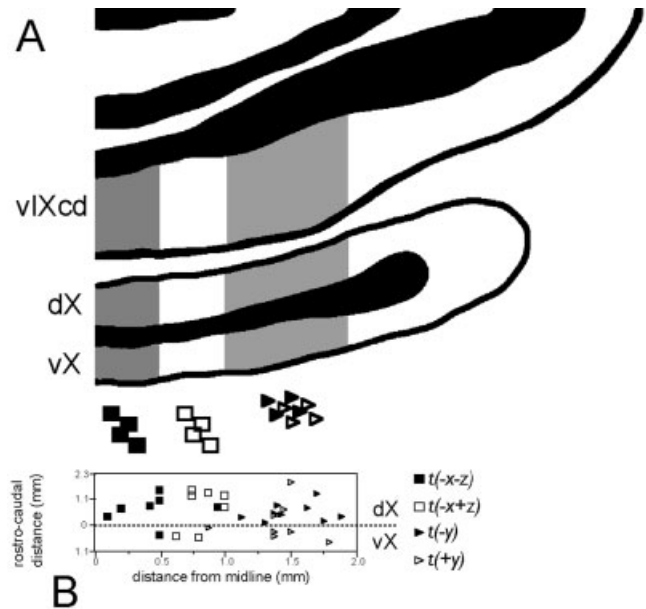 A
vIXcd
dX
vX
rostro-caudal
distance (mm)
2.3
1.1
0
1.1
dX
vX
0
0.5
1.0
1.5
2.0
distance from midline (mm)
t(-x-z)
t(-x+z)
t(-y)
t(+y)
B